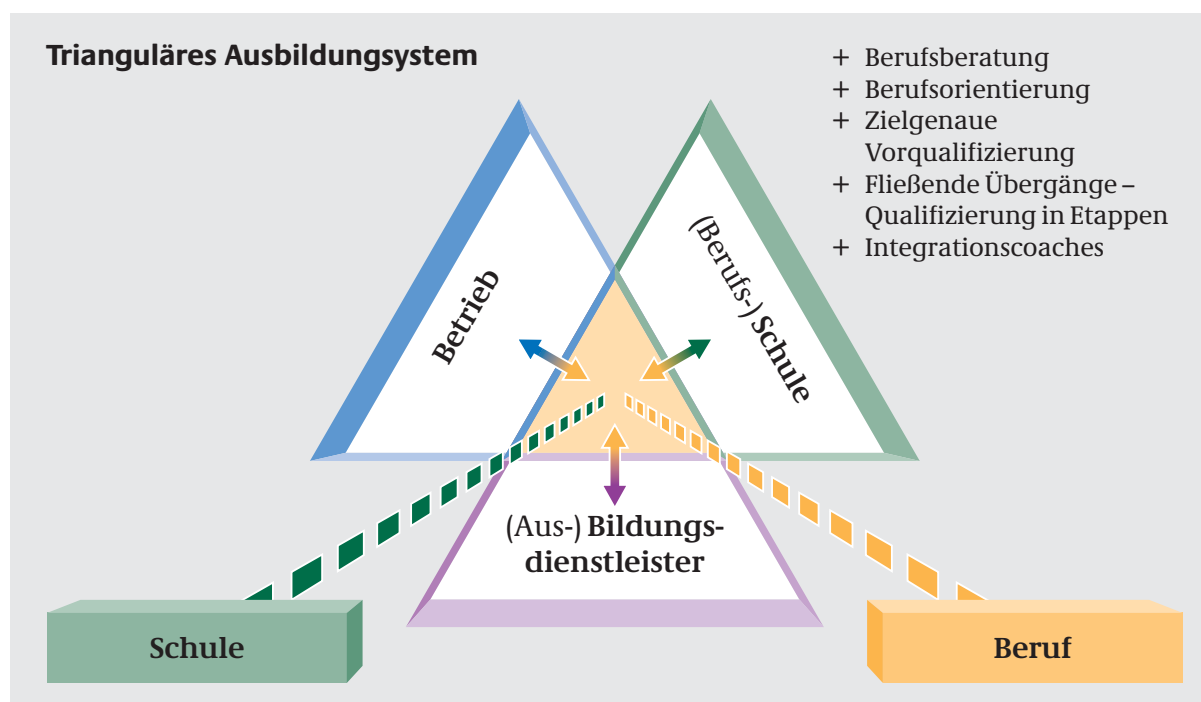 Trianguläres Ausbildungsystem
+ Berufsberatung
+ Berufsorientierung
+ Zielgenaue
Vorqualifizierung
+ Fließende Übergänge –
Qualifizierung in Etappen
+ Integrationscoaches
Betrieb
(Berufs-) Schule
(Aus-) Bildungs-
dienstleister
Schule
Beruf